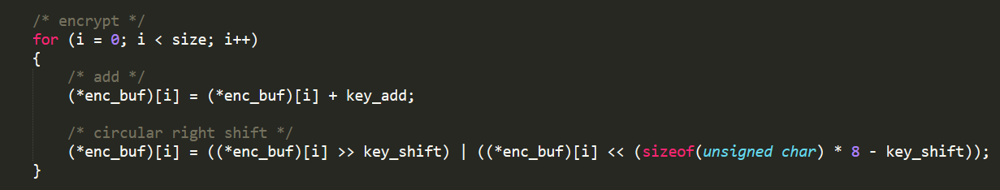 /* encrypt */
for (i = 0; i < size; i++)
{
/* add */
(*enc_buf)[i] = (*enc_buf)[i] + key_add;
/* circular right shift */
(*enc_buf)[i] = ((*enc_buf)[i] >> key_shift) | ((*enc_buf)[i] << (sizeof(unsigned char) * 8 - key_shift));
}